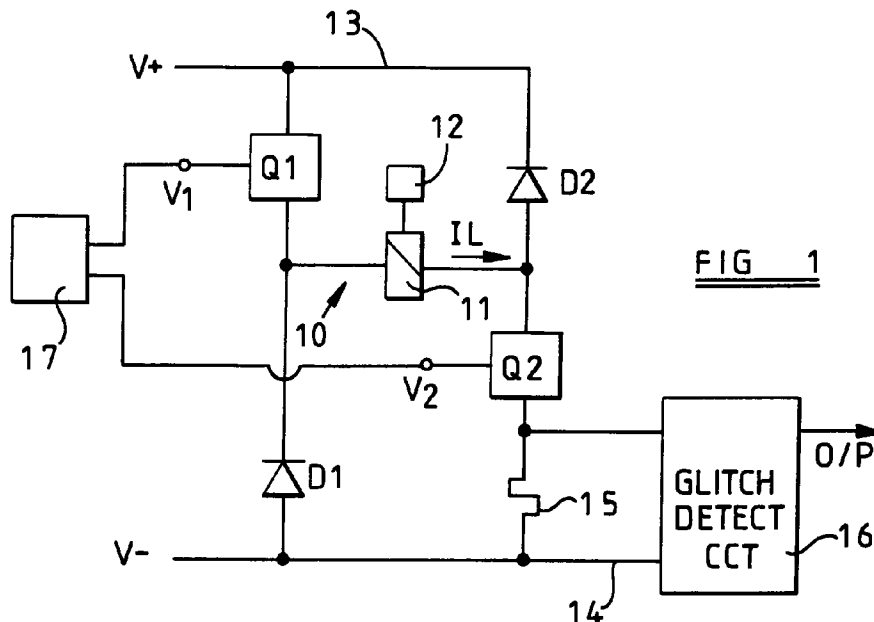 13
V+
Q1
12
V1
D2
IL
FIG 1
17
10
11
V2
Q2
O/P
D1
15
GLITCH
DETECT
CCT
16
V-
14